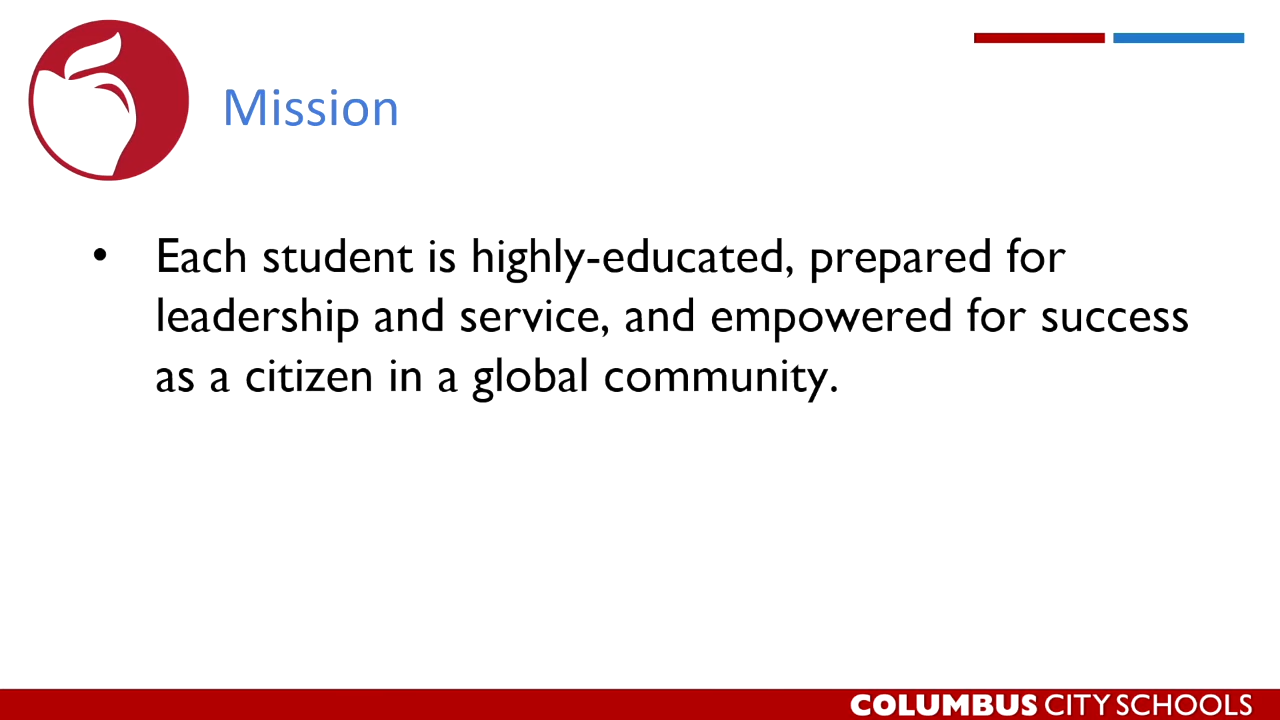 Mission
• Each student is highly-educated, prepared for
leadership and service, and empowered for success
as a citizen in a global community.
COLUMBUS CITY SCHOOLS